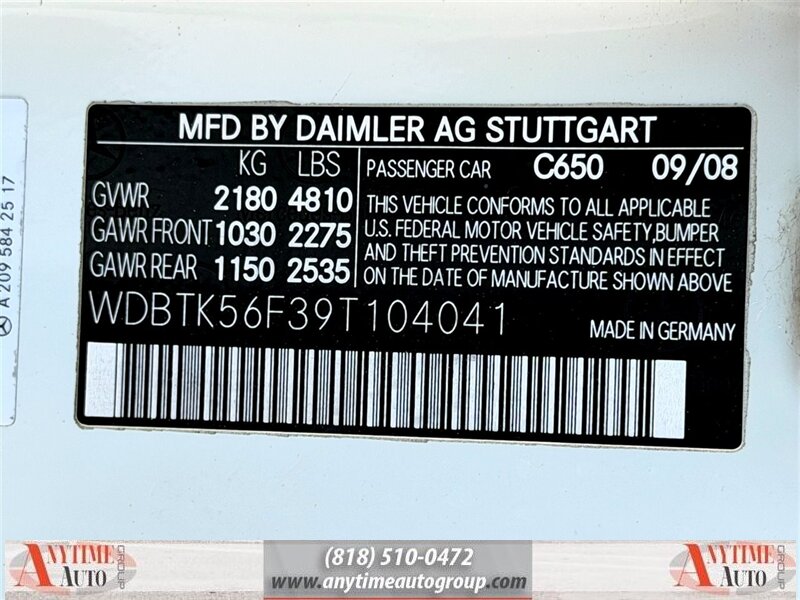 MFD BY DAIMLER AG STUTTGART
KG LBS
GVWR 2180 4810
GAWR FRONT 1030 2275
GAWR REAR 1150 2535
PASSENGER CAR C650 09/08
THIS VEHICLE CONFORMS TO ALL APPLICABLE
U.S. FEDERAL MOTOR VEHICLE SAFETY, BUMPER
AND THEFT PREVENTION STANDARDS IN EFFECT
ON THE DATE OF MANUFACTURE SHOWN ABOVE
WDBTK56F39T104041
MADE IN GERMANY
A 209 584 25 17
ANYTIME
AUTO
GROUP
(818) 510-0472
www.anytimeautogroup.com
ANYTIME
AUTO
GROUP